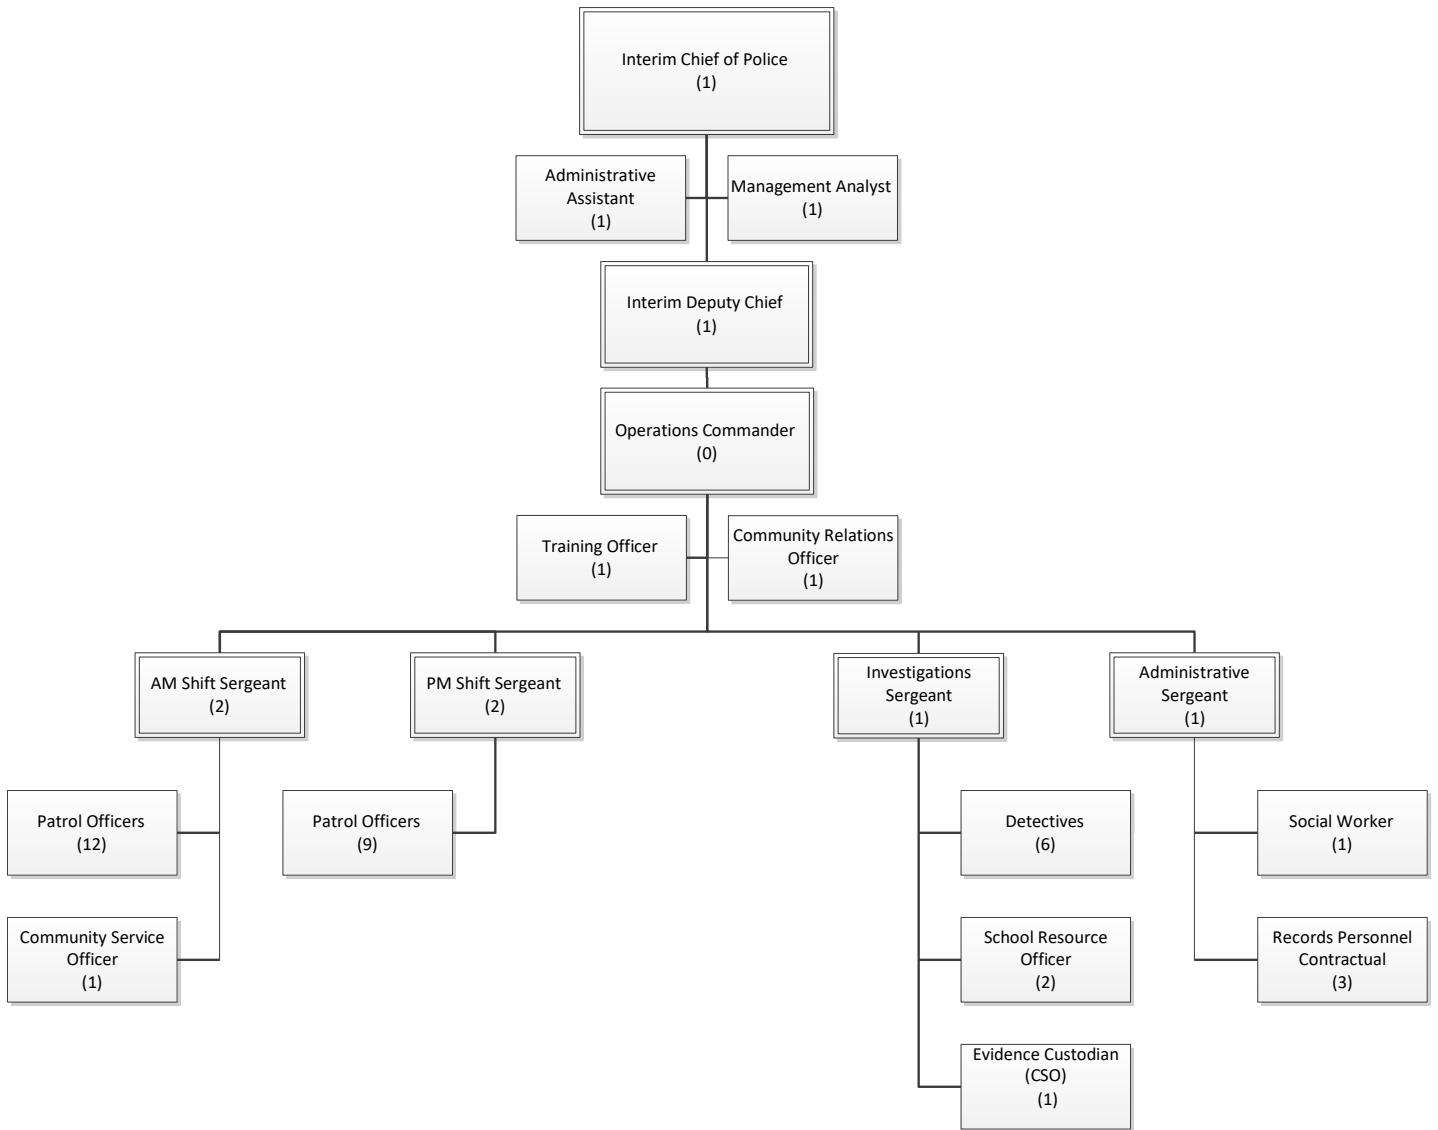 Interim Chief of Police
(1)
Administrative
Assistant
(1)
Management Analyst
(1)
Interim Deputy Chief
(1)
Operations Commander
(0)
Training Officer
(1)
Community Relations
Officer
(1)
AM Shift Sergeant
(2)
PM Shift Sergeant
(2)
Investigations
Sergeant
(1)
Administrative
Sergeant
(1)
Patrol Officers
(12)
Patrol Officers
(9)
Detectives
(6)
Social Worker
(1)
Community Service
Officer
(1)
School Resource
Officer
(2)
Records Personnel
Contractual
(3)
Evidence Custodian
(CSO)
(1)